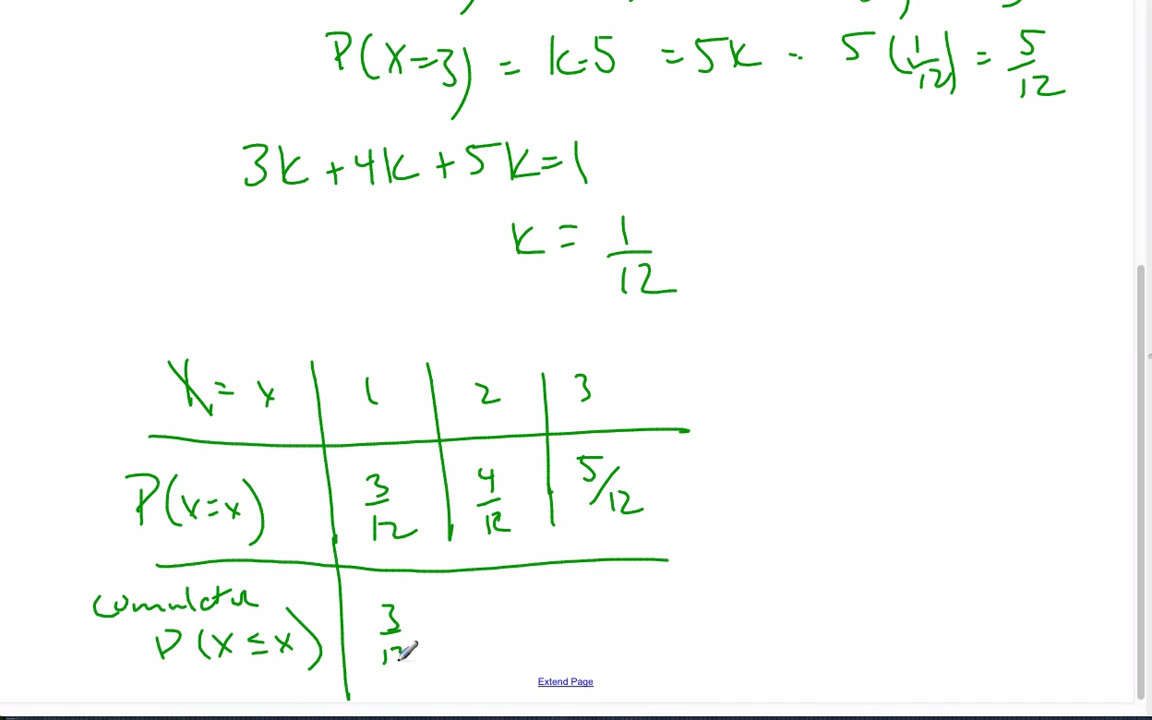 P(X=3) = k·5 = 5k = 5(1/12) = 5/12
3k+4k+5k=1
k = 1/12
X = x | 1 | 2 | 3
P(X=x) | 3/12 | 4/12 | 5/12
cumulative
P(X ≤ x) | 3/12
Extend Page